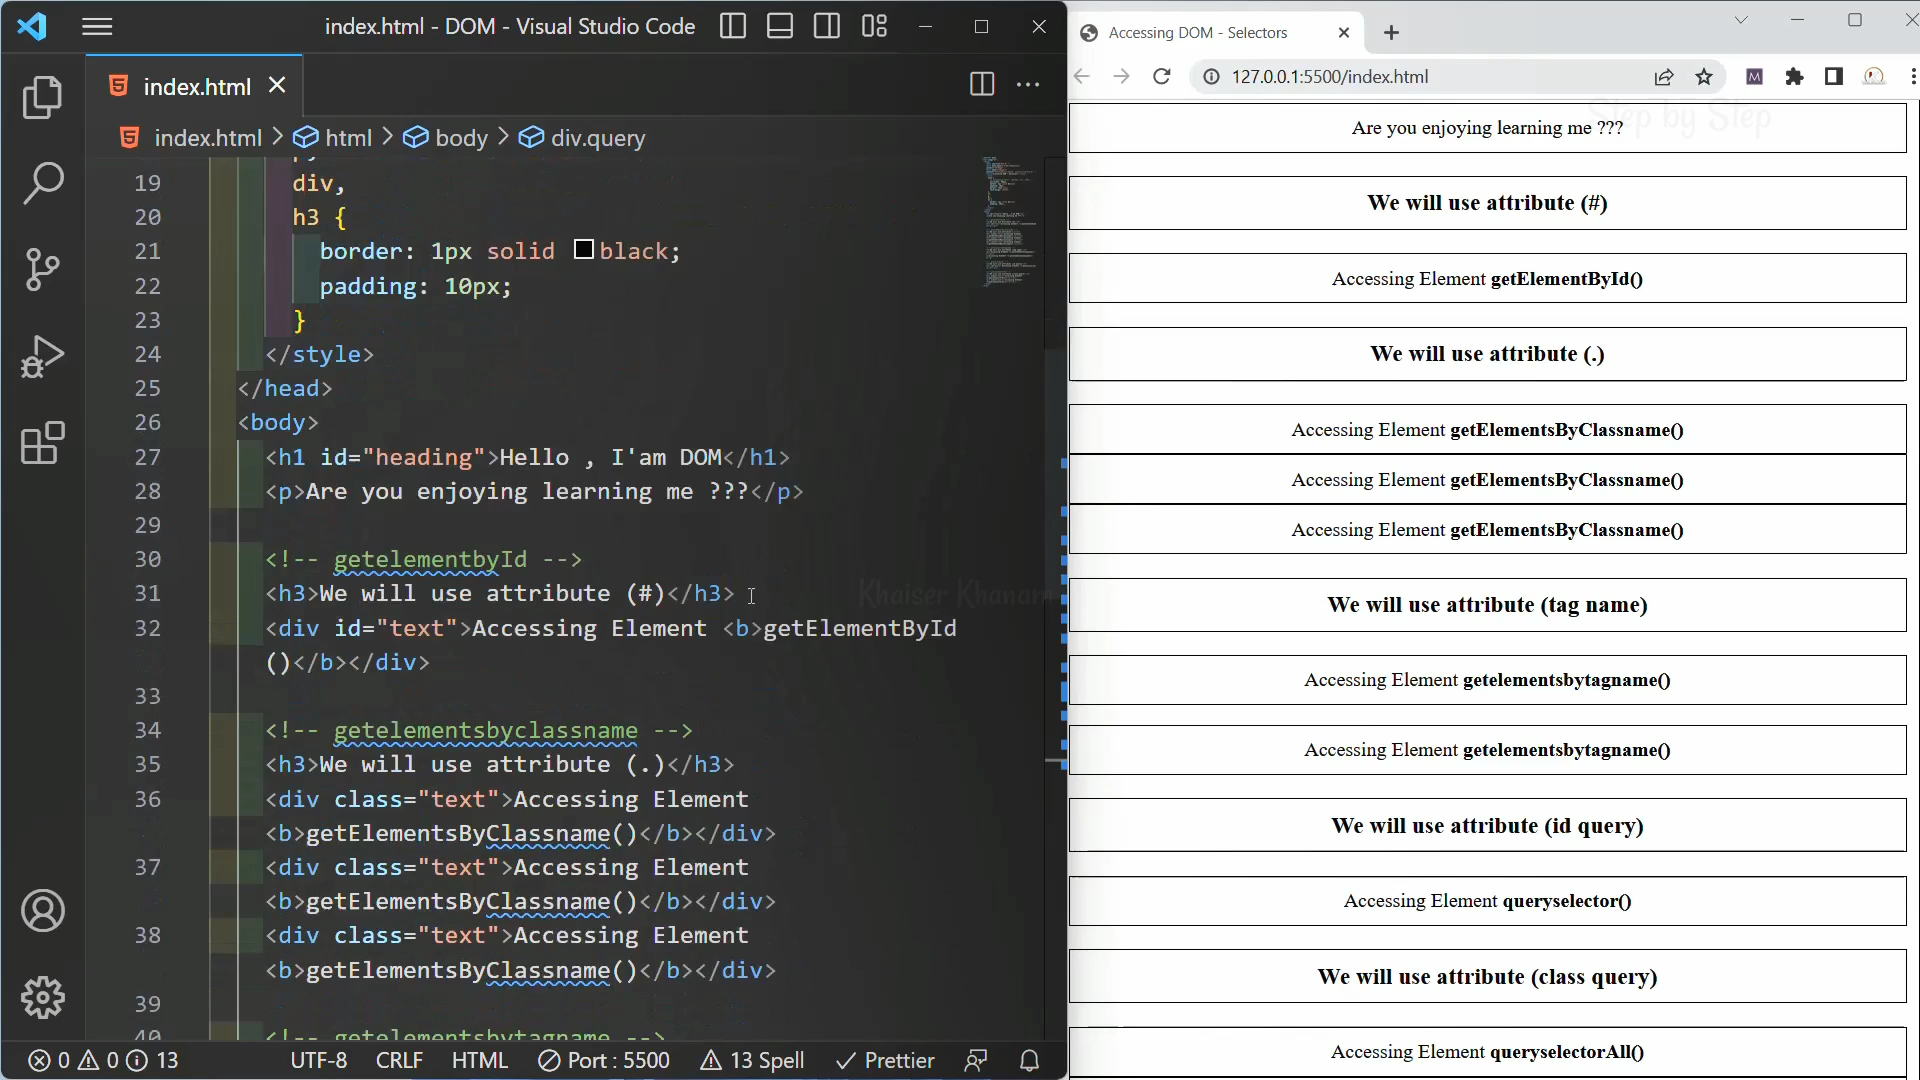 index.html - DOM - Visual Studio Code
index.html
index.html > html > body > div.query
19 div,
20 h3 {
21 border: 1px solid black;
22 padding: 10px;
23 }
24 </style>
25 </head>
26 <body>
27 <h1 id="heading">Hello , I'am DOM</h1>
28 <p>Are you enjoying learning me ???</p>
29
30 <!-- getelementbyId -->
31 <h3>We will use attribute (#)</h3>
32 <div id="text">Accessing Element <b>getElementById
()</b></div>
33
34 <!-- getelementsbyclassname -->
35 <h3>We will use attribute (.)</h3>
36 <div class="text">Accessing Element
<b>getElementsByClassname()</b></div>
37 <div class="text">Accessing Element
<b>getElementsByClassname()</b></div>
38 <div class="text">Accessing Element
<b>getElementsByClassname()</b></div>
39
40 <!-- getelementsbytagname -->
Khaiser Khanam
0 0 13 UTF-8 CRLF HTML Port : 5500 13 Spell Prettier
Accessing DOM - Selectors
127.0.0.1:5500/index.html
M
Step by Step
Are you enjoying learning me ???
We will use attribute (#)
Accessing Element getElementById()
We will use attribute (.)
Accessing Element getElementsByClassname()
Accessing Element getElementsByClassname()
Accessing Element getElementsByClassname()
We will use attribute (tag name)
Accessing Element getelementsbytagname()
Accessing Element getelementsbytagname()
We will use attribute (id query)
Accessing Element queryselector()
We will use attribute (class query)
Accessing Element queryselectorAll()